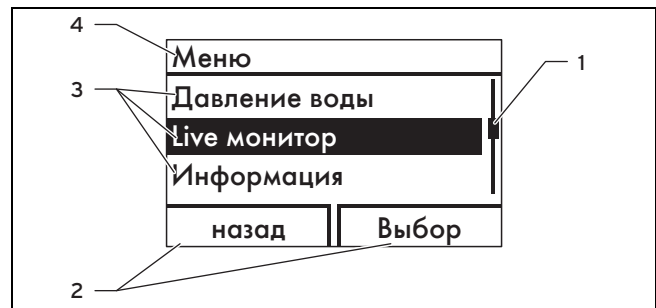 4
Меню
1
3
Давление воды
Live монитор
Информация
назад
Выбор
2